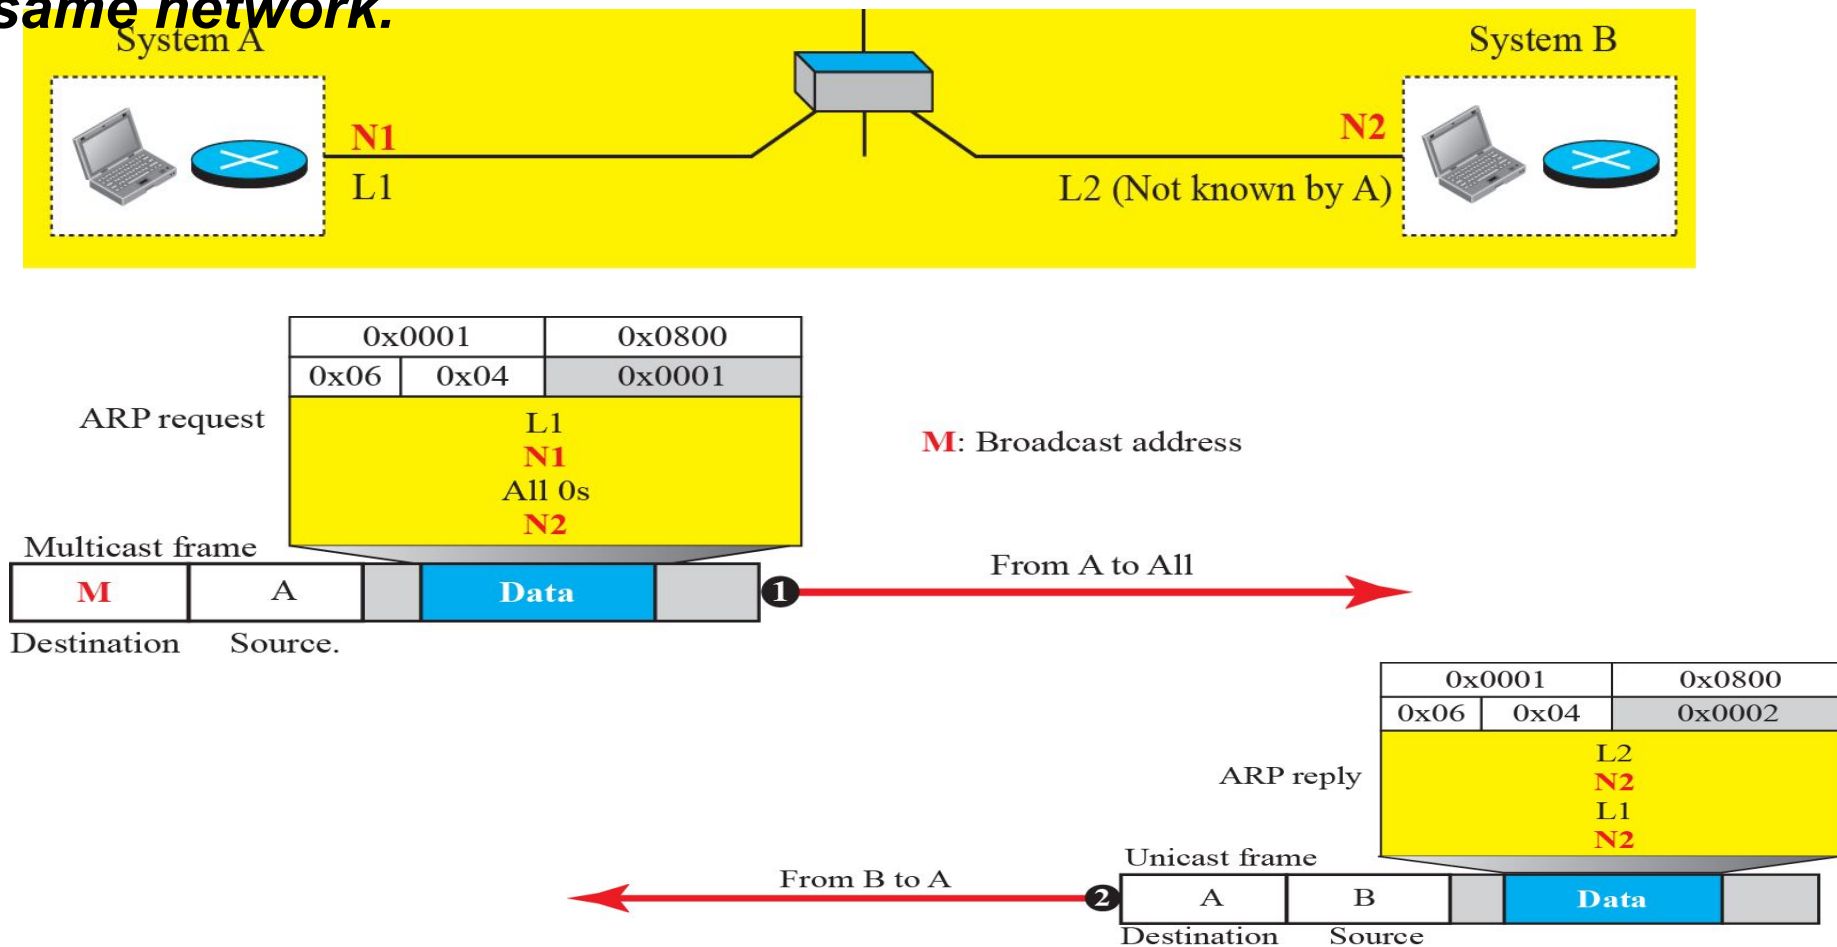 same network.
System A
System B
N1
N2
L1
L2 (Not known by A)
0x0001 0x0800
0x06 0x04 0x0001
ARP request
L1
N1
All 0s
N2
M: Broadcast address
Multicast frame
M A Data
1
From A to All
Destination Source.
0x0001 0x0800
0x06 0x04 0x0002
ARP reply
L2
N2
L1
N2
Unicast frame
From B to A
2
A B Data
Destination Source